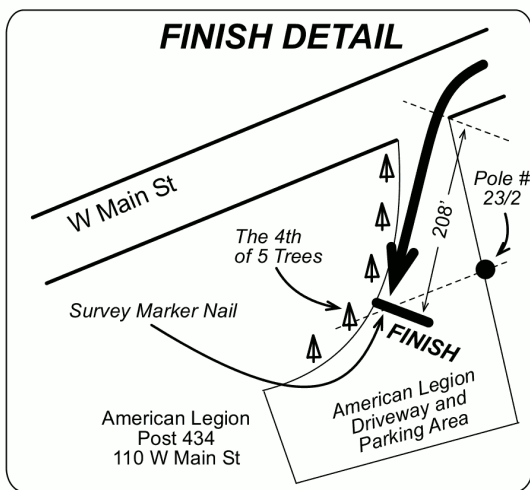 FINISH DETAIL
W Main St
Pole #
23/2
208'
The 4th
of 5 Trees
Survey Marker Nail
FINISH
American Legion
Driveway and
Parking Area
American Legion
Post 434
110 W Main St